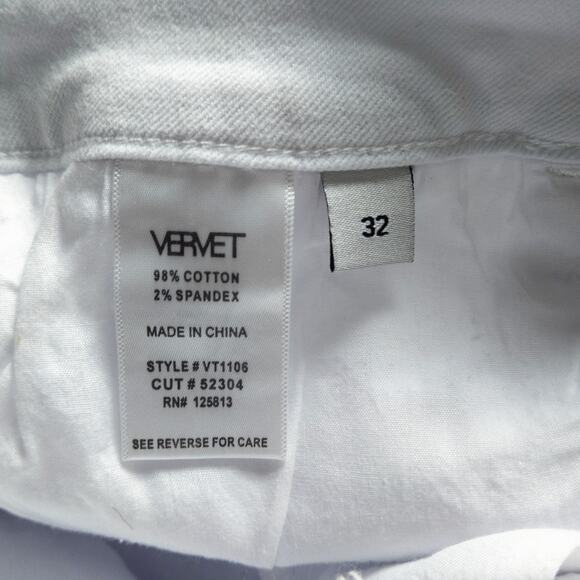 VERVET
98% COTTON
2% SPANDEX
MADE IN CHINA
STYLE # VT1106
CUT # 52304
RN# 125813
SEE REVERSE FOR CARE
32